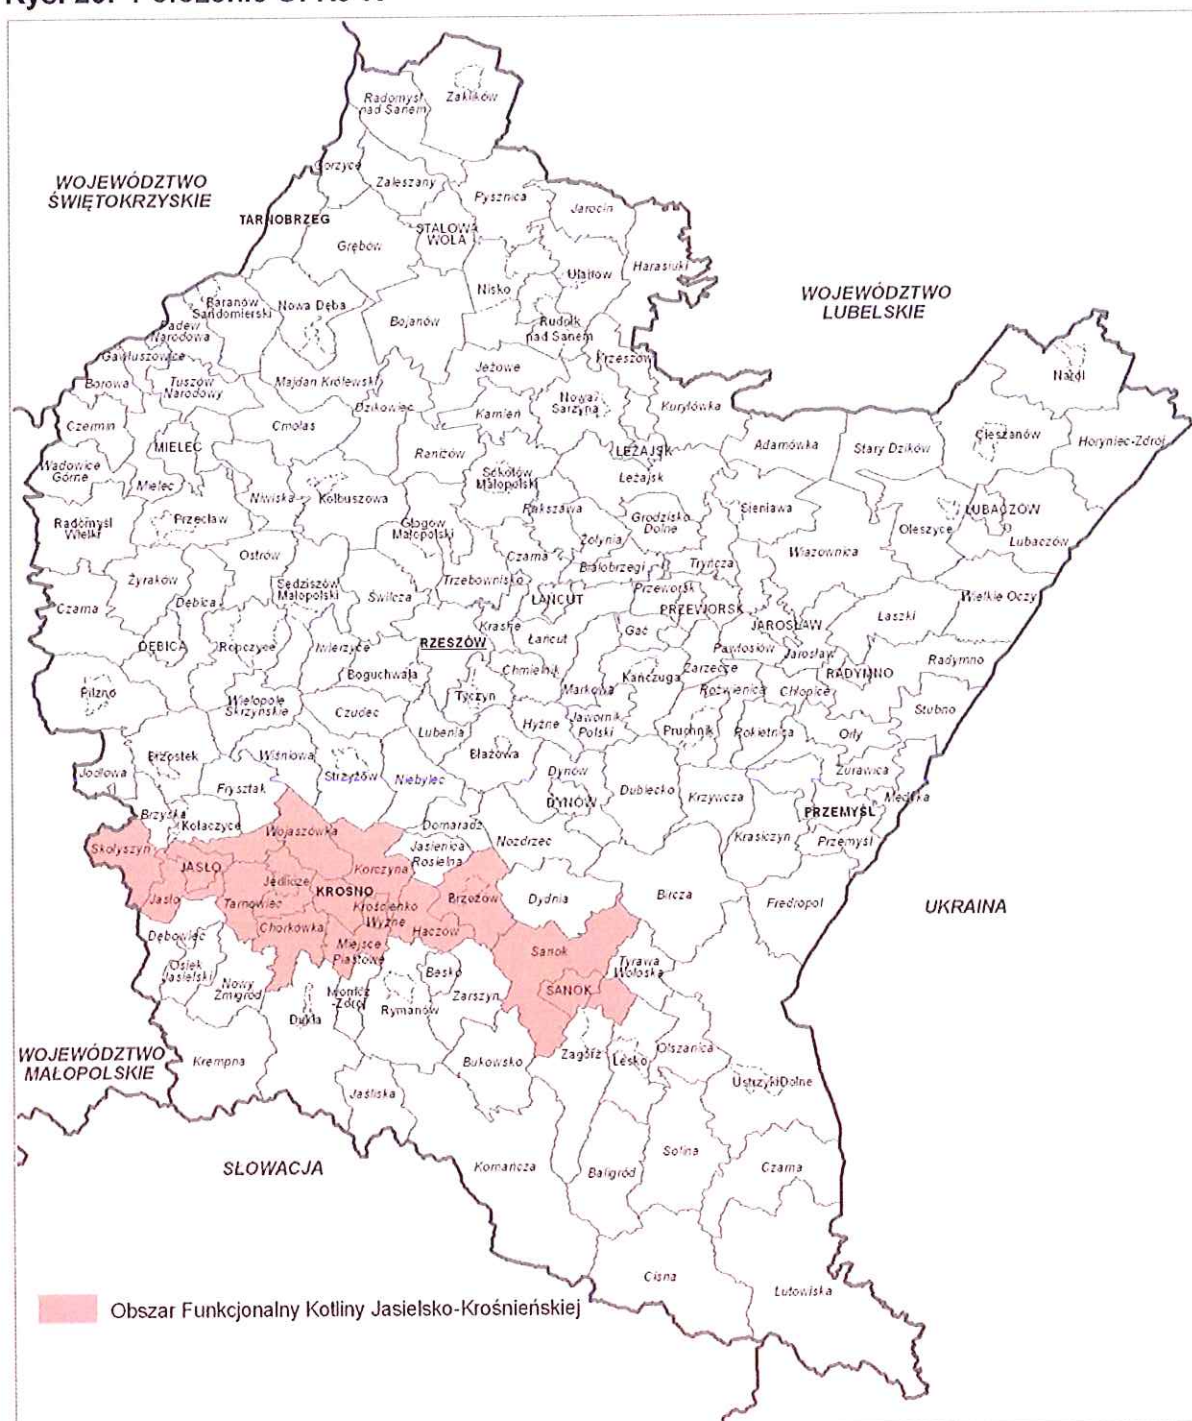 Radomyśl
nad Sanem
Zaklików
Gorzyce
Zaleszany
WOJEWÓDZTWO
ŚWIĘTOKRZYSKIE
Pysznica
Jarocin
TARNOBRZEG
STALOWA
WOLA
Grębów
Harasiuki
Ulanów
Nisko
WOJEWÓDZTWO
LUBELSKIE
Baranów
Sandomierski
Nowa Dęba
Bojanów
Rudnik
nad Sanem
Padew
Narodowa
Gawłuszowice
Krzeszów
Jeżowe
Narol
Borowa
Tuszów
Narodowy
Majdan Królewski
Dzikowiec
Kamień
Nowa
Sarzyna
Kuryłówka
Czermin
Cmolas
Cieszanów
Horyniec-Zdrój
MIELEC
Raniżów
LEŻAJSK
Adamówka
Stary Dzików
Wadowice
Górne
Mielec
Niwiska
Kolbuszowa
Sokołów
Małopolski
Leżajsk
Radomyśl
Wielki
Przecław
Głogów
Małopolski
Rakszawa
Grodzisko
Dolne
Sieniawa
Oleszyce
LUBACZÓW
Lubaczów
Ostrów
Czarna
Żołynia
Białobrzegi
Tryńcza
Wiązownica
Żyraków
Sędziszów
Małopolski
Trzebownisko
Czarna
Dębica
Świlcza
ŁAŃCUT
Przeworsk
PRZEWORSK
Wielkie Oczy
Krasne
JAROSŁAW
Laszki
DĘBICA
Ropczyce
Iwierzyce
RZESZÓW
Łańcut
Gać
Pawłosiów
Jarosław
Radymno
Boguchwała
Chmielnik
Kańczuga
Zarzecze
RADYMNO
Pilzno
Tyczyn
Markowa
Roźwienica
Chłopice
Wielopole
Skrzyńskie
Czudec
Stubno
Lubenia
Hyżne
Jawornik
Polski
Pruchnik
Rokietnica
Orły
Brzostek
Wiśniowa
Strzyżów
Błażowa
Jodłowa
Niebylec
Dynów
Żurawica
Frysztak
DYNÓW
Dubiecko
Krzywcza
Medyka
Brzyska
Kołaczyce
PRZEMYŚL
Domaradz
Nozdrzec
Krasiczyn
Przemyśl
Skołyszyn
Wojaszówka
Jasienica
Rosielna
JASŁO
Korczyna
Jedlicze
KROSNO
Brzozów
Dydnia
Bircza
Fredropol
UKRAINA
Jasło
Tarnowiec
Krościenko
Wyżne
Chorkówka
Haczów
Dębowiec
Miejsce
Piastowe
Sanok
Osiek
Jasielski
Nowy
Żmigród
Besko
Tyrawa
Wołoska
SANOK
Zarszyn
Rymanów
Dukla
WOJEWÓDZTWO
MAŁOPOLSKIE
Krempna
Bukowsko
Zagórz
Lesko
Olszanica
Ustrzyki Dolne
Jaśliska
SŁOWACJA
Komańcza
Baligród
Solina
Czarna
Cisna
Lutowiska
Obszar Funkcjonalny Kotliny Jasielsko-Krośnieńskiej